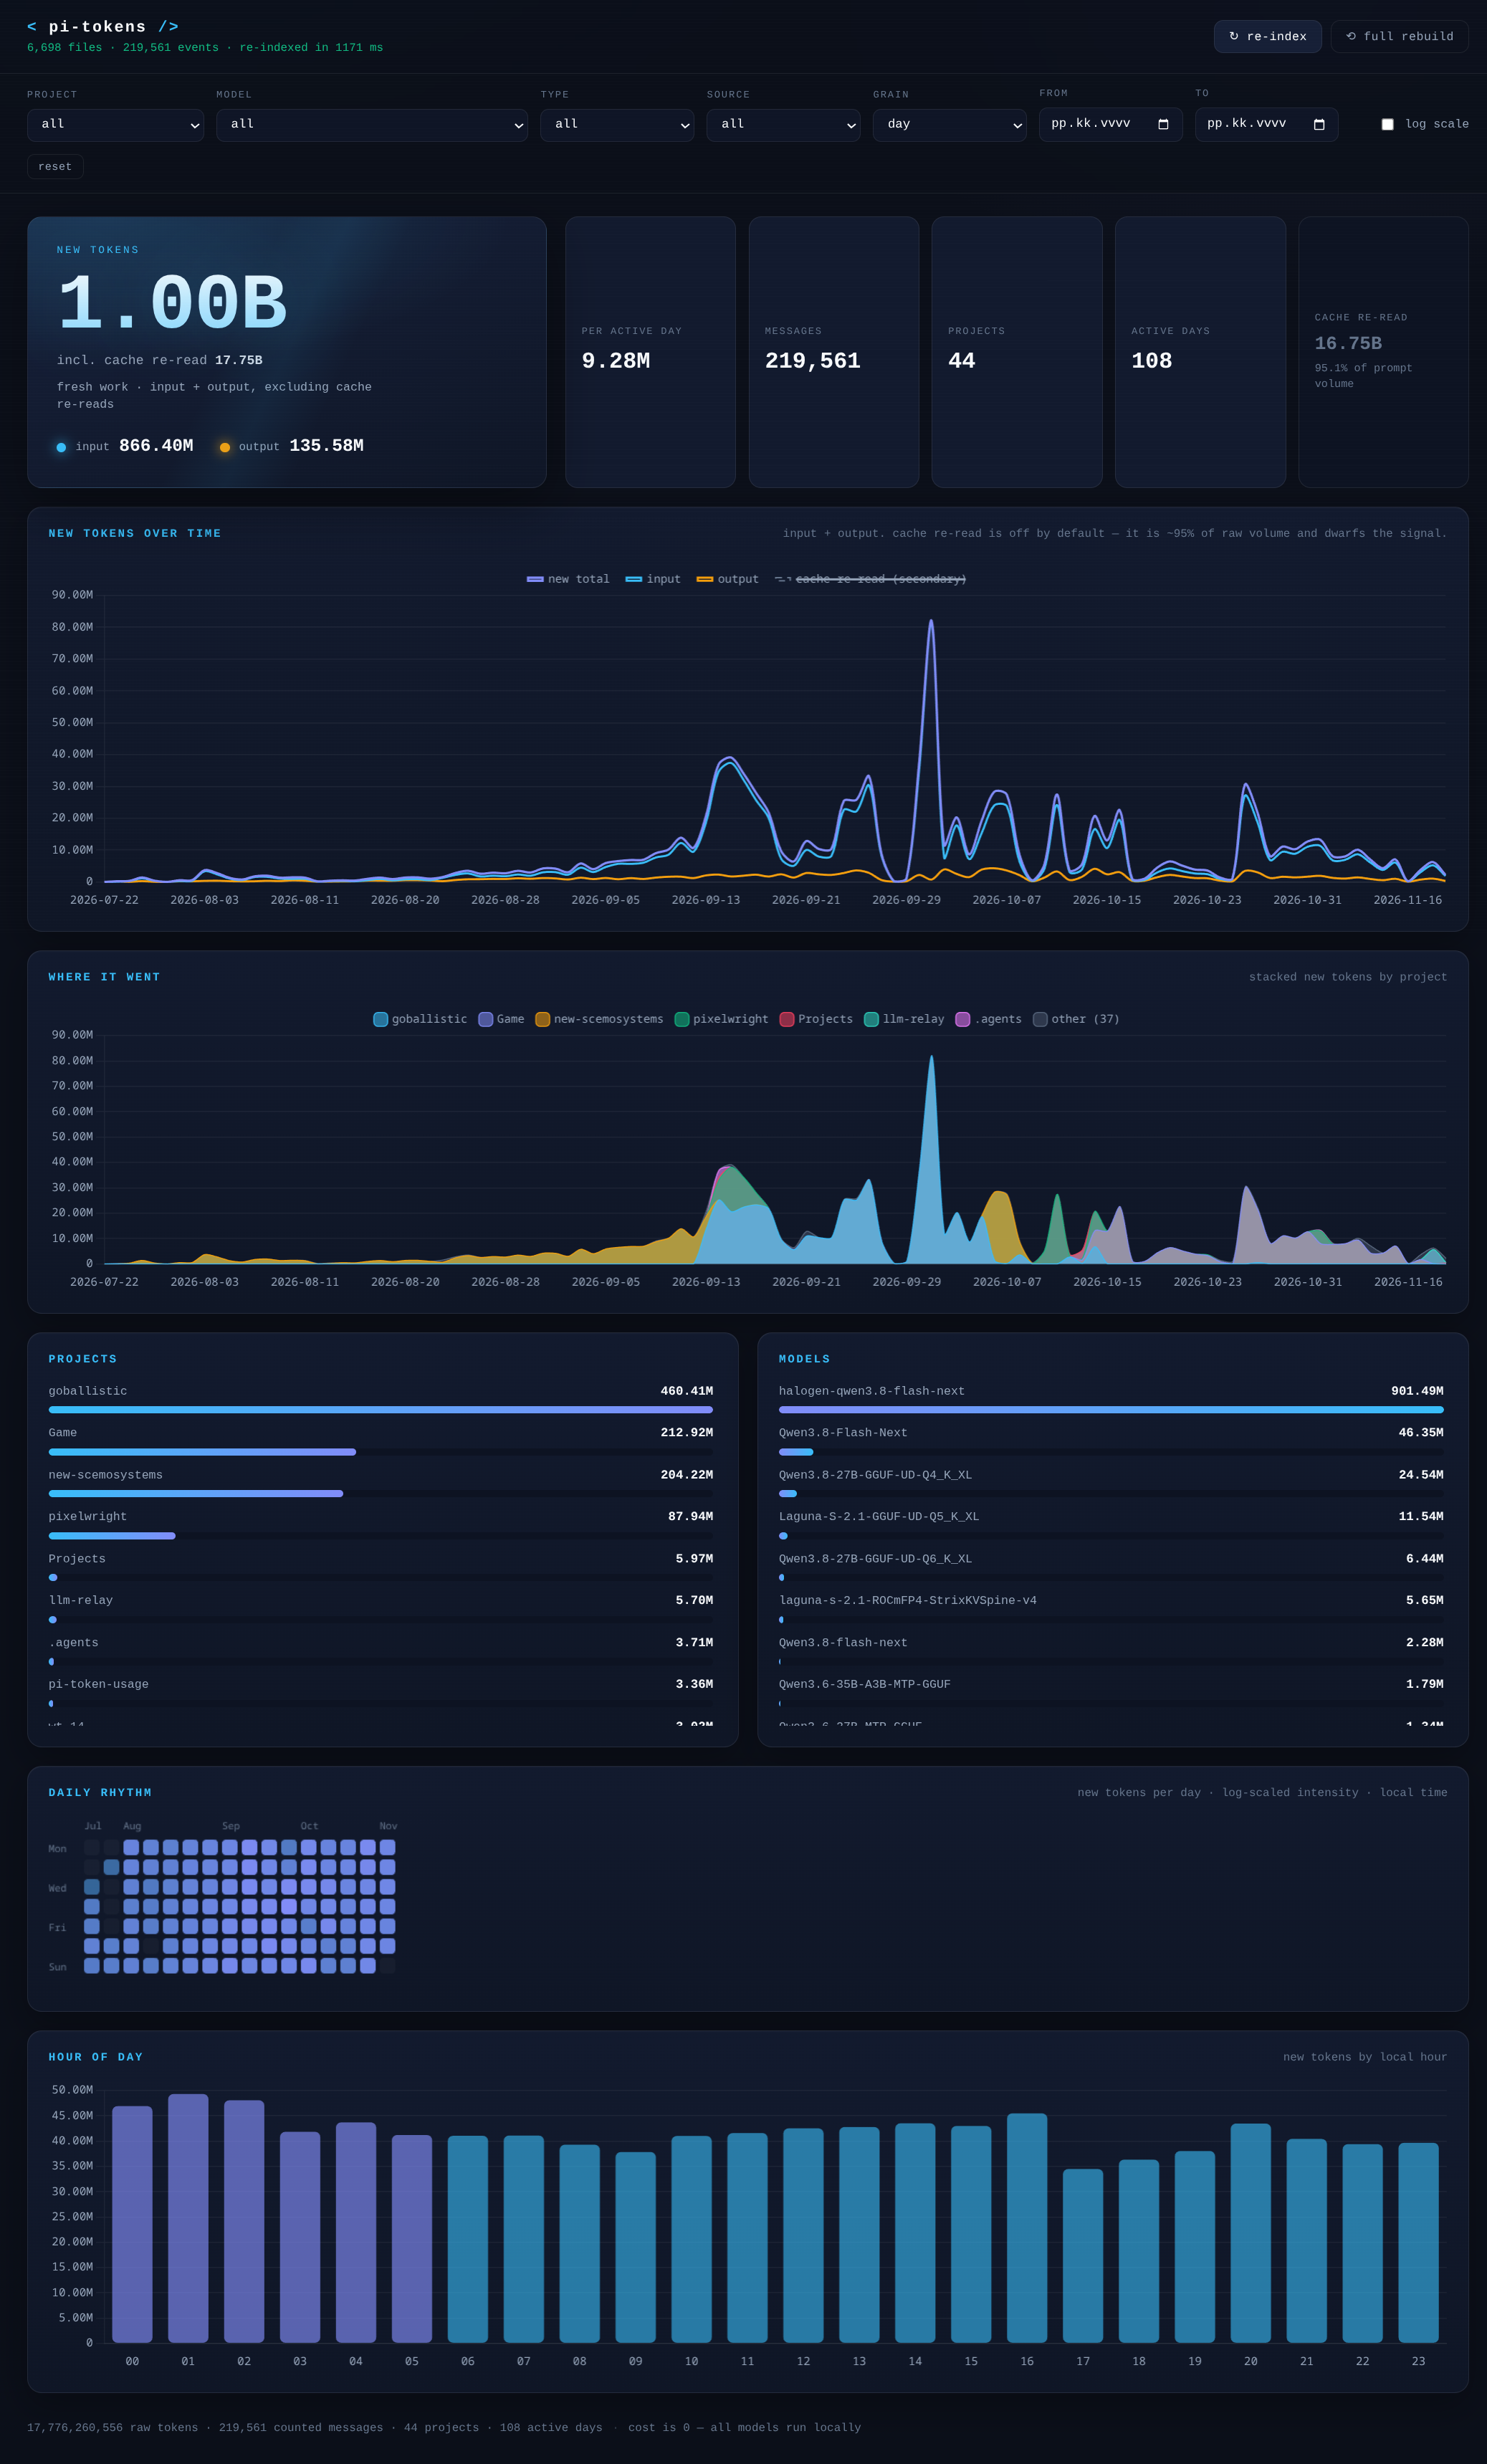 < pi-tokens />
6,698 files · 219,561 events · re-indexed in 1171 ms
↻ re-index
⟲ full rebuild
PROJECT
MODEL
TYPE
SOURCE
GRAIN
FROM
TO
all
all
all
all
day
pp.kk.vvvv
pp.kk.vvvv
log scale
reset
NEW TOKENS
1.00B
incl. cache re-read 17.75B
fresh work · input + output, excluding cache
re-reads
input 866.40M
output 135.58M
PER ACTIVE DAY
9.28M
MESSAGES
219,561
PROJECTS
44
ACTIVE DAYS
108
CACHE RE-READ
16.75B
95.1% of prompt
volume
NEW TOKENS OVER TIME
input + output. cache re-read is off by default — it is ~95% of raw volume and dwarfs the signal.
new total
input
output
cache re-read (secondary)
90.00M
80.00M
70.00M
60.00M
50.00M
40.00M
30.00M
20.00M
10.00M
0
2026-07-22 2026-08-03 2026-08-11 2026-08-20 2026-08-28 2026-09-05 2026-09-13 2026-09-21 2026-09-29 2026-10-07 2026-10-15 2026-10-23 2026-10-31 2026-11-16
WHERE IT WENT
stacked new tokens by project
goballistic
Game
new-scemosystems
pixelwright
Projects
llm-relay
.agents
other (37)
90.00M
80.00M
70.00M
60.00M
50.00M
40.00M
30.00M
20.00M
10.00M
0
2026-07-22 2026-08-03 2026-08-11 2026-08-20 2026-08-28 2026-09-05 2026-09-13 2026-09-21 2026-09-29 2026-10-07 2026-10-15 2026-10-23 2026-10-31 2026-11-16
PROJECTS
goballistic 460.41M
Game 212.92M
new-scemosystems 204.22M
pixelwright 87.94M
Projects 5.97M
llm-relay 5.70M
.agents 3.71M
pi-token-usage 3.36M
MODELS
halogen-qwen3.8-flash-next 901.49M
Qwen3.8-Flash-Next 46.35M
Qwen3.8-27B-GGUF-UD-Q4_K_XL 24.54M
Laguna-S-2.1-GGUF-UD-Q5_K_XL 11.54M
Qwen3.8-27B-GGUF-UD-Q6_K_XL 6.44M
laguna-s-2.1-ROCmFP4-StrixKVSpine-v4 5.65M
Qwen3.8-flash-next 2.28M
Qwen3.6-35B-A3B-MTP-GGUF 1.79M
DAILY RHYTHM
new tokens per day · log-scaled intensity · local time
Jul Aug Sep Oct Nov
Mon
Wed
Fri
Sun
HOUR OF DAY
new tokens by local hour
50.00M
45.00M
40.00M
35.00M
30.00M
25.00M
20.00M
15.00M
10.00M
5.00M
0
00 01 02 03 04 05 06 07 08 09 10 11 12 13 14 15 16 17 18 19 20 21 22 23
17,776,260,556 raw tokens · 219,561 counted messages · 44 projects · 108 active days · cost is 0 — all models run locally